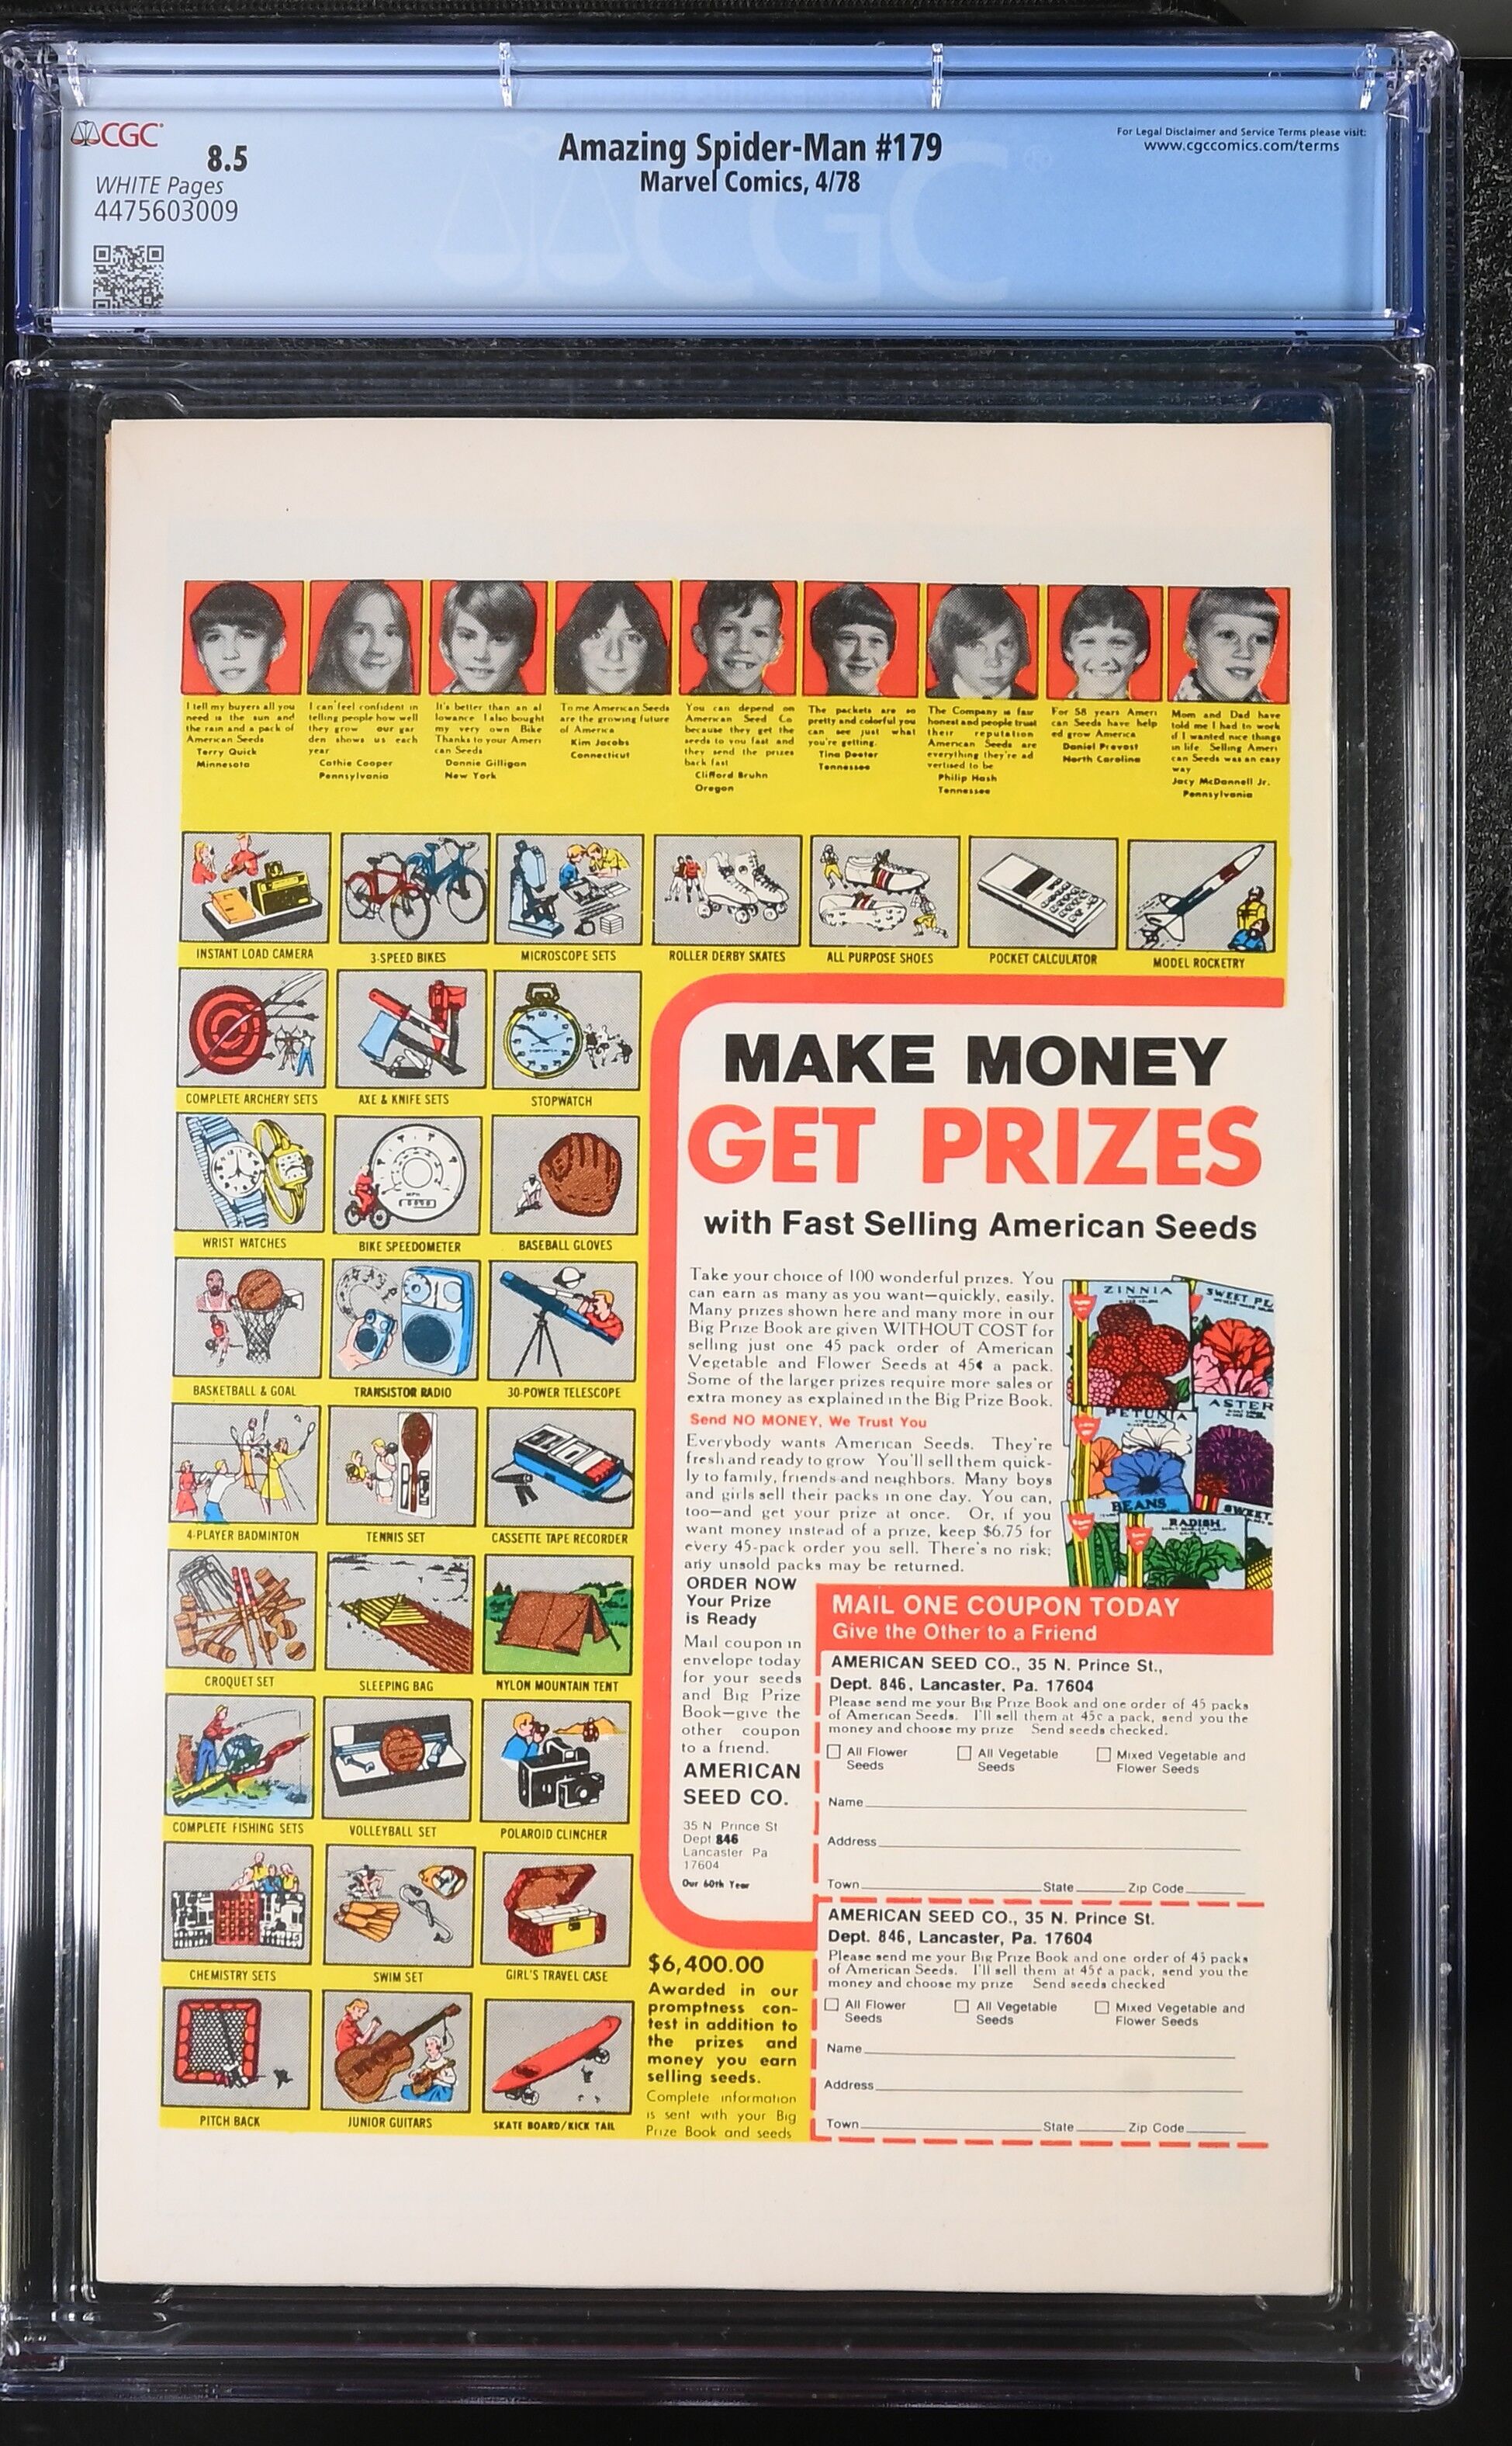 CGC
8.5
WHITE Pages
4475603009
Amazing Spider-Man #179
Marvel Comics, 4/78
For Legal Disclaimer and Service Terms please visit:
www.cgccomics.com/terms
I tell my buyers all you
need is the sun and
the rain and a pack of
American Seeds
Terry Quick
Minnesota
I can feel confident in
telling people how well
they grow our gar
den shows us each
year
Cathie Cooper
Pennsylvania
It's better than an al
lowance I also bought
my very own Bike
Thanks to your Ameri
can Seeds
Donnie Gilligan
New York
To me American Seeds
are the growing future
of America
Kim Jacobs
Connecticut
You can depend on
American Seed Co
because they get the
seeds to you fast and
they send the prizes
back fast
Clifford Bruhn
Oregon
The packets are so
pretty and colorful you
can see just what
you're getting.
Tina Deeter
Tennessee
The Company is fair
honest and people trust
their reputation
American Seeds are
everything they're ad
vertised to be
Philip Hash
Tennessee
For 58 years Ameri
can Seeds have help
ed grow America
Daniel Prevost
North Carolina
Mom and Dad have
told me I had to work
if I wanted nice things
in life. Selling Ameri
can Seeds was an easy
way
Jacy McDannell Jr.
Pennsylvania
INSTANT LOAD CAMERA
3-SPEED BIKES
MICROSCOPE SETS
ROLLER DERBY SKATES
ALL PURPOSE SHOES
POCKET CALCULATOR
MODEL ROCKETRY
COMPLETE ARCHERY SETS
AXE & KNIFE SETS
STOPWATCH
WRIST WATCHES
MPH
BIKE SPEEDOMETER
BASEBALL GLOVES
BASKETBALL & GOAL
TRANSISTOR RADIO
30-POWER TELESCOPE
4-PLAYER BADMINTON
TENNIS SET
CASSETTE TAPE RECORDER
CROQUET SET
SLEEPING BAG
NYLON MOUNTAIN TENT
COMPLETE FISHING SETS
VOLLEYBALL SET
POLAROID CLINCHER
CHEMISTRY SETS
SWIM SET
GIRL'S TRAVEL CASE
PITCH BACK
JUNIOR GUITARS
SKATE BOARD/KICK TAIL
MAKE MONEY
GET PRIZES
with Fast Selling American Seeds
Take your choice of 100 wonderful prizes. You
can earn as many as you want—quickly, easily.
Many prizes shown here and many more in our
Big Prize Book are given WITHOUT COST for
selling just one 45 pack order of American
Vegetable and Flower Seeds at 45¢ a pack.
Some of the larger prizes require more sales or
extra money as explained in the Big Prize Book.
Send NO MONEY, We Trust You
Everybody wants American Seeds. They're
fresh and ready to grow You'll sell them quick-
ly to family, friends and neighbors. Many boys
and girls sell their packs in one day. You can,
too—and get your prize at once. Or, if you
want money instead of a prize, keep $6.75 for
every 45-pack order you sell. There's no risk;
any unsold packs may be returned.
ZINNIA
SWEET PE
PETUNIA
ASTER
BEANS
RADISH
SWEET
ORDER NOW
Your Prize
is Ready
Mail coupon in
envelope today
for your seeds
and Big Prize
Book—give the
other coupon
to a friend.
AMERICAN
SEED CO.
35 N Prince St
Dept 846
Lancaster Pa
17604
Our 60th Year
MAIL ONE COUPON TODAY
Give the Other to a Friend
AMERICAN SEED CO., 35 N. Prince St.,
Dept. 846, Lancaster, Pa. 17604
Please send me your Big Prize Book and one order of 45 packs
of American Seeds. I'll sell them at 45¢ a pack, send you the
money and choose my prize Send seeds checked.
All Flower Seeds
All Vegetable Seeds
Mixed Vegetable and Flower Seeds
Name
Address
Town State Zip Code
AMERICAN SEED CO., 35 N. Prince St.
Dept. 846, Lancaster, Pa. 17604
Please send me your Big Prize Book and one order of 45 packs
of American Seeds. I'll sell them at 45¢ a pack, send you the
money and choose my prize Send seeds checked
All Flower Seeds
All Vegetable Seeds
Mixed Vegetable and Flower Seeds
Name
Address
Town State Zip Code
$6,400.00
Awarded in our
promptness con-
test in addition to
the prizes and
money you earn
selling seeds.
Complete information
is sent with your Big
Prize Book and seeds